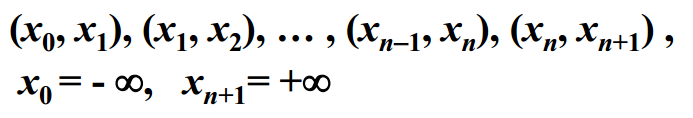 (x₀, x₁), (x₁, x₂), … , (xₙ₋₁, xₙ), (xₙ, xₙ₊₁) ,
x₀ = - ∞, xₙ₊₁= +∞